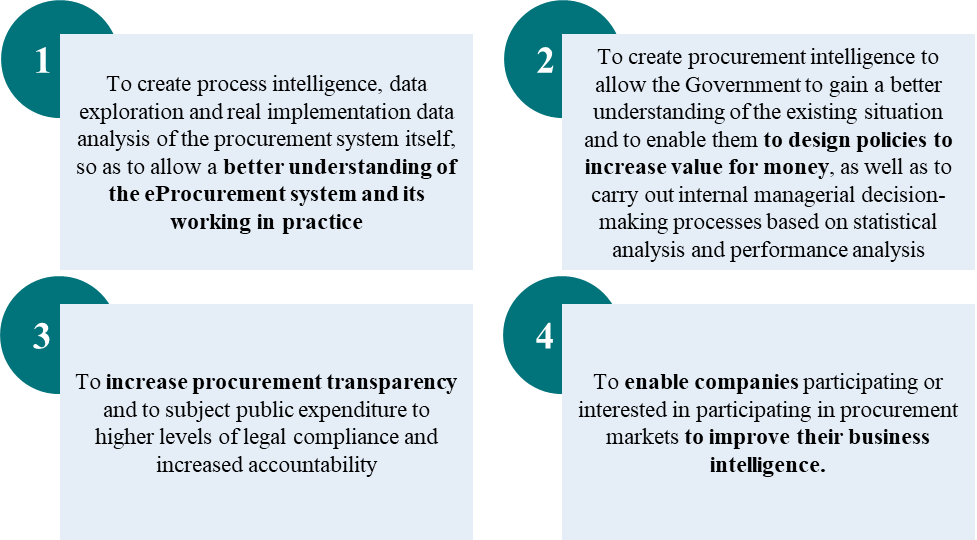 1
To create process intelligence, data
exploration and real implementation data
analysis of the procurement system itself,
so as to allow a better understanding of
the eProcurement system and its
working in practice
2
To create procurement intelligence to
allow the Government to gain a better
understanding of the existing situation
and to enable them to design policies to
increase value for money, as well as to
carry out internal managerial decision-
making processes based on statistical
analysis and performance analysis
3
To increase procurement transparency
and to subject public expenditure to
higher levels of legal compliance and
increased accountability
4
To enable companies participating or
interested in participating in procurement
markets to improve their business
intelligence.